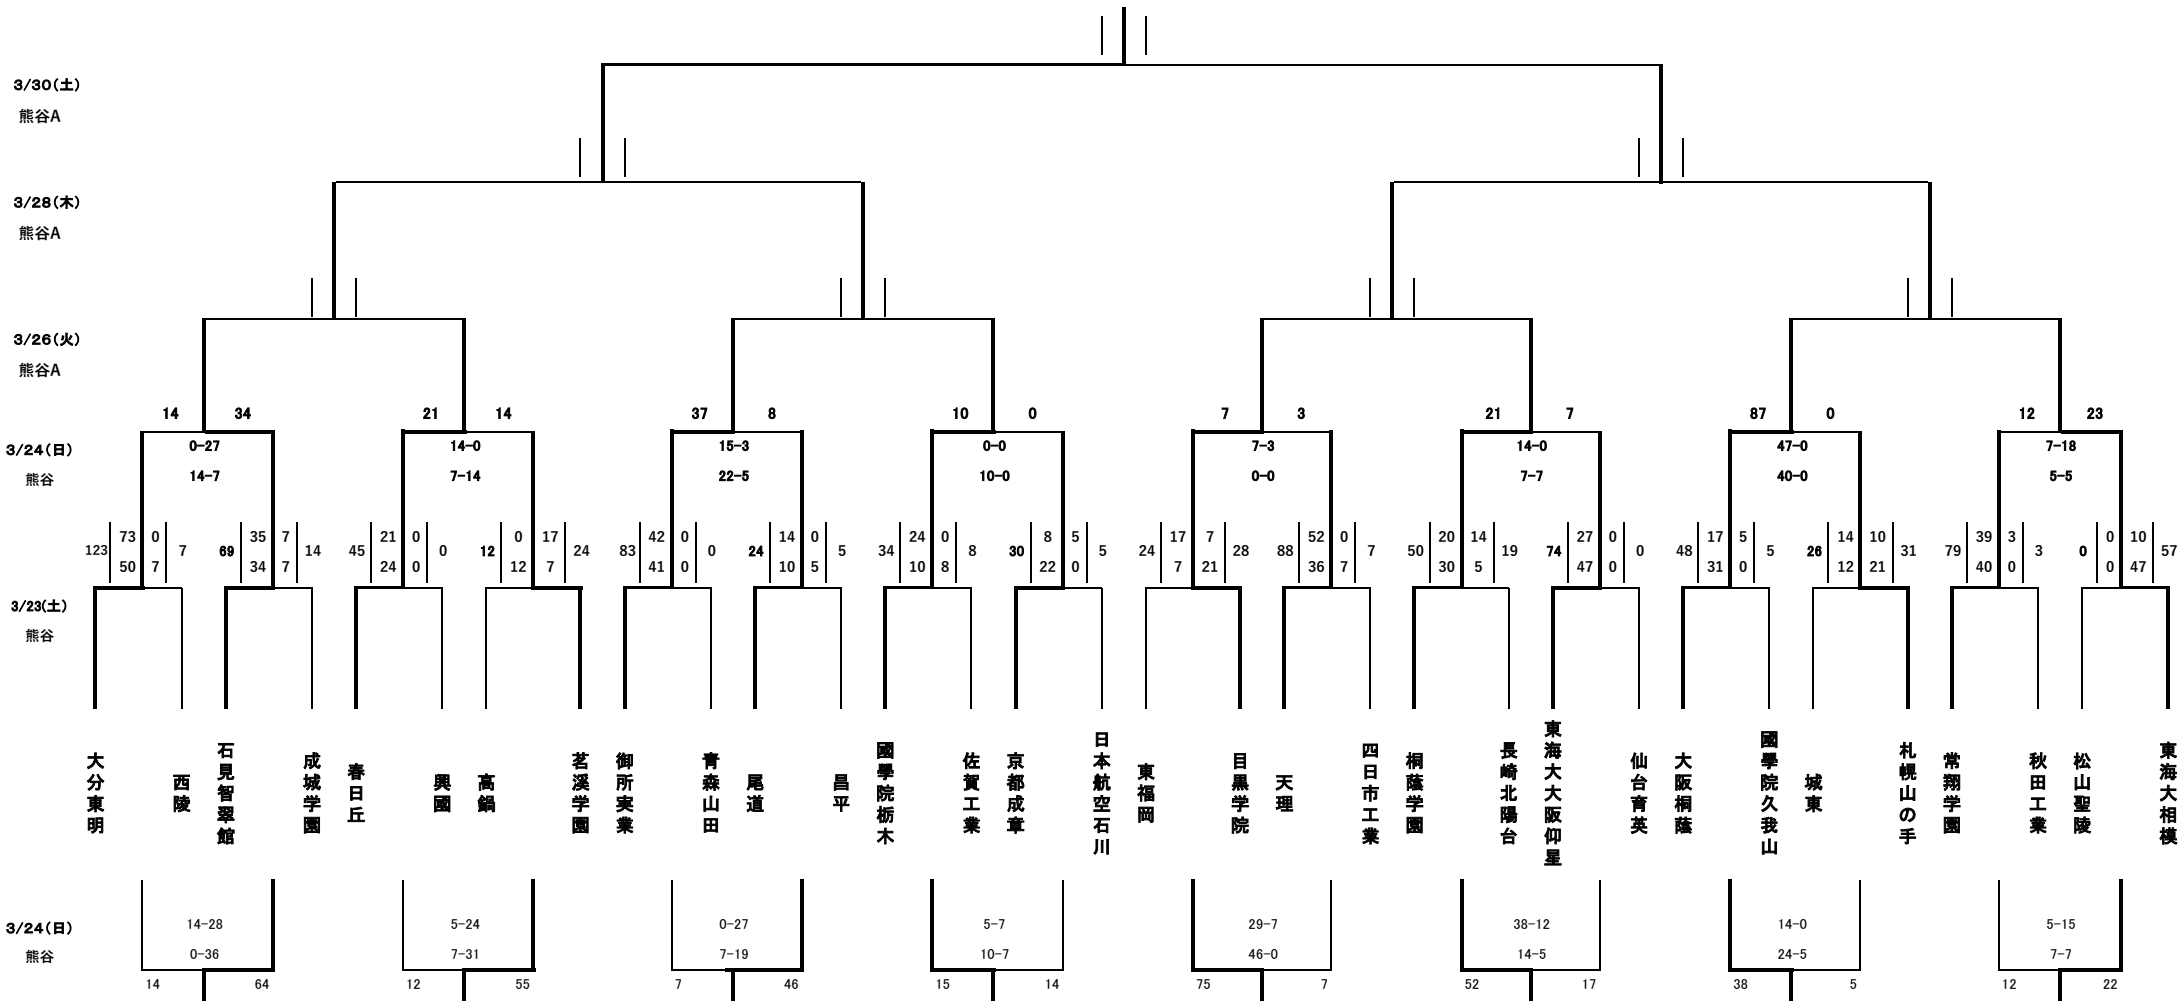 3/30(土)
熊谷A
3/28(木)
熊谷A
3/26(火)
熊谷A
14 34 21 14 37 8 10 0 7 3 21 7 87 0 12 23
3/24(日) 0-27 14-0 15-3 0-0 7-3 14-0 47-0 7-18
熊谷 14-7 7-14 22-5 10-0 0-0 7-7 40-0 5-5
73 0 35 7 21 0 0 17 42 0 14 0 24 0 8 5 17 7 52 0 20 14 27 0 17 5 14 10 39 3 0 10
123 7 69 14 45 0 12 24 83 0 24 5 34 8 30 5 24 28 88 7 50 19 74 0 48 5 26 31 79 3 0 57
50 7 34 7 24 0 12 7 41 0 10 5 10 8 22 0 7 21 36 7 30 5 47 0 31 0 12 21 40 0 0 47
3/23(土)
熊谷
大分東明
西陵
石見智翠館
成城学園
春日丘
興國
高鍋
茗溪学園
御所実業
青森山田
尾道
昌平
國學院栃木
佐賀工業
京都成章
日本航空石川
東福岡
目黒学院
天理
四日市工業
桐蔭学園
長崎北陽台
東海大大阪仰星
仙台育英
大阪桐蔭
國學院久我山
城東
札幌山の手
常翔学園
秋田工業
松山聖陵
東海大相模
3/24(日) 14-28 5-24 0-27 5-7 29-7 38-12 14-0 5-15
熊谷 0-36 7-31 7-19 10-7 46-0 14-5 24-5 7-7
14 64 12 55 7 46 15 14 75 7 52 17 38 5 12 22